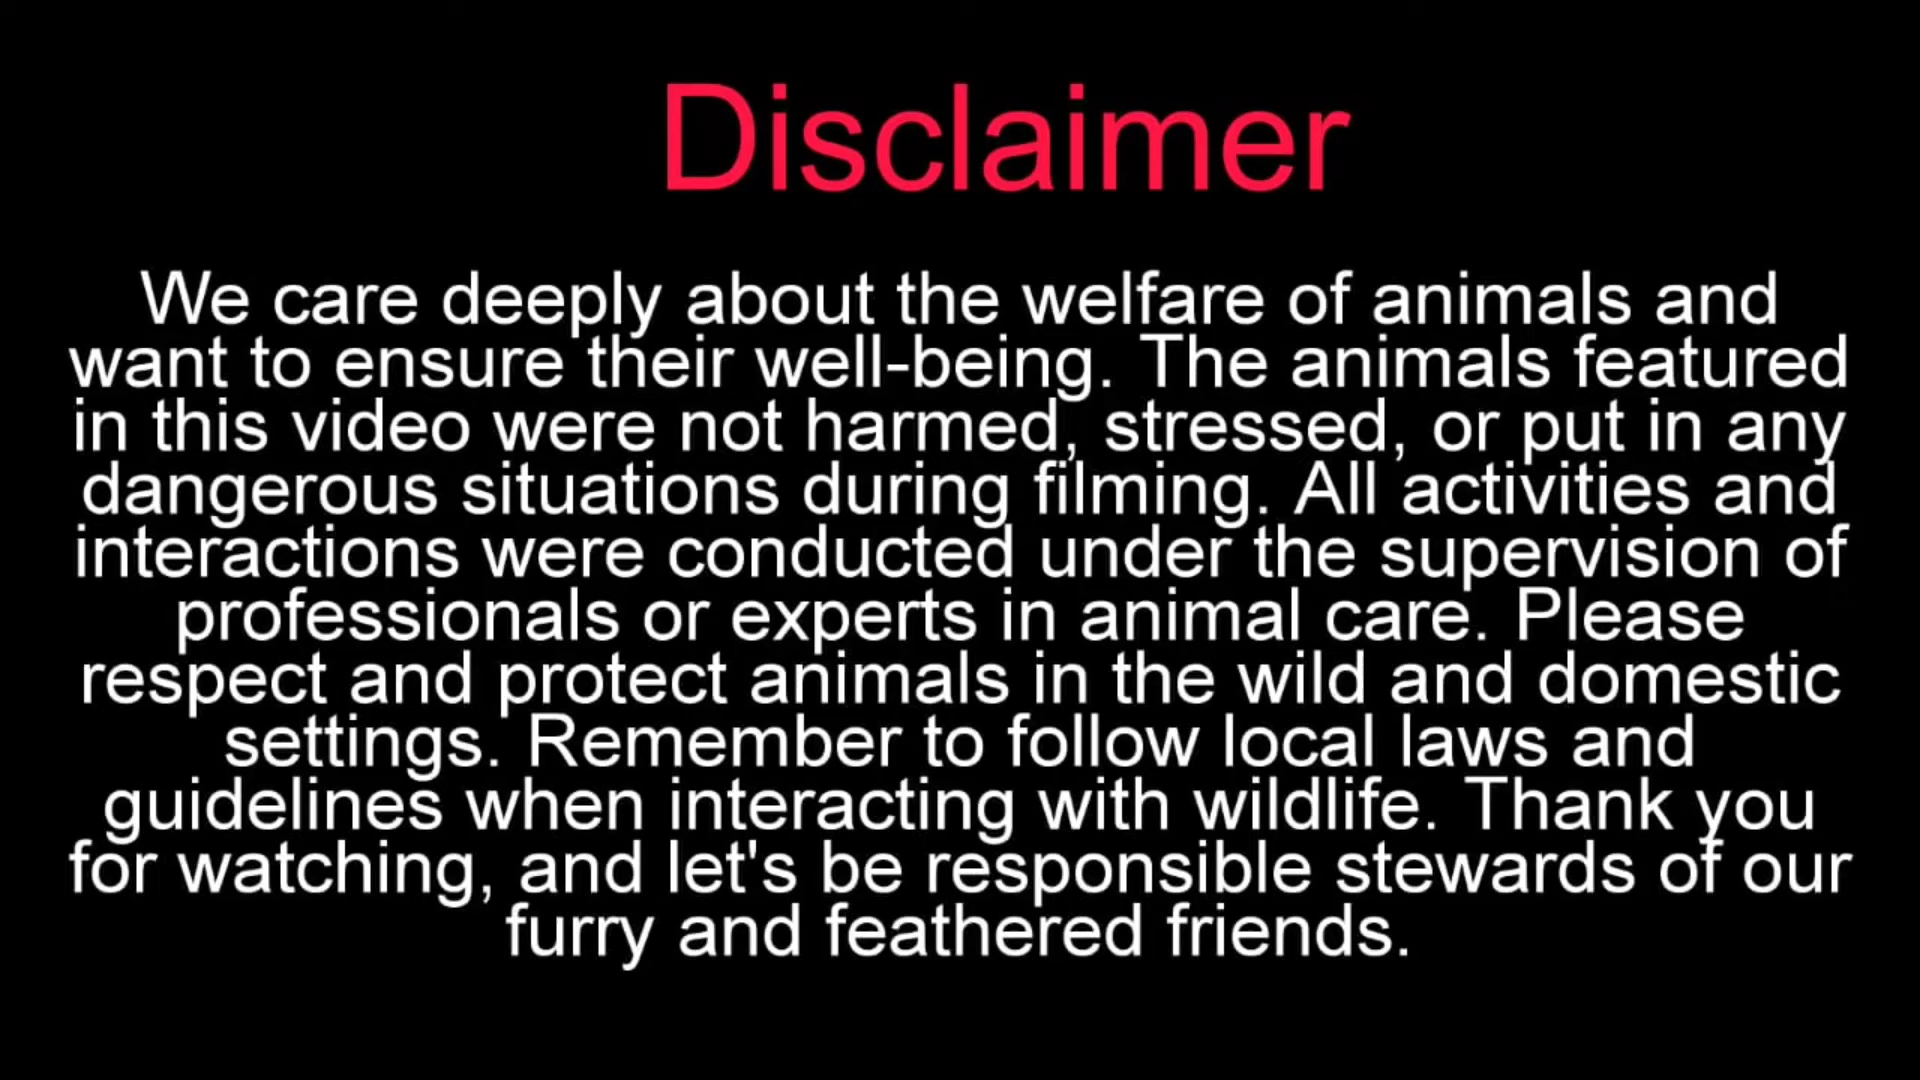 Disclaimer
We care deeply about the welfare of animals and
want to ensure their well-being. The animals featured
in this video were not harmed, stressed, or put in any
dangerous situations during filming. All activities and
interactions were conducted under the supervision of
professionals or experts in animal care. Please
respect and protect animals in the wild and domestic
settings. Remember to follow local laws and
guidelines when interacting with wildlife. Thank you
for watching, and let's be responsible stewards of our
furry and feathered friends.